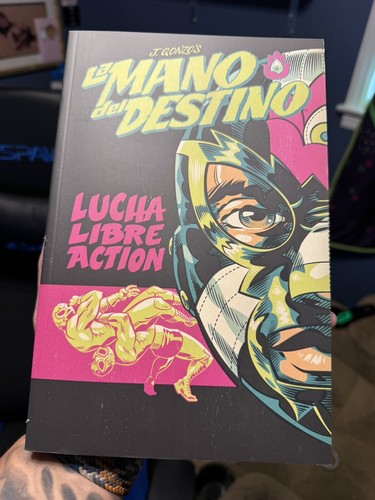 J. GONZO'S
La MANO
del DESTINO
LUCHA
LIBRE
ACTION